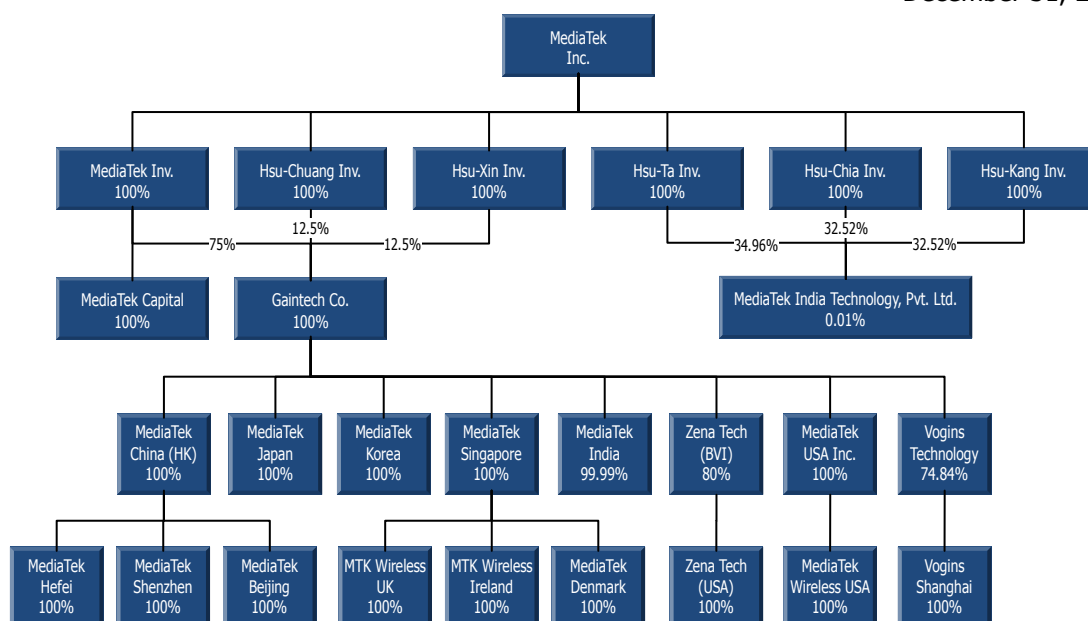 December 31,
MediaTek
Inc.
MediaTek Inv.
100%
Hsu-Chuang Inv.
100%
Hsu-Xin Inv.
100%
Hsu-Ta Inv.
100%
Hsu-Chia Inv.
100%
Hsu-Kang Inv.
100%
12.5%
75%
12.5%
32.52%
34.96%
32.52%
MediaTek Capital
100%
Gaintech Co.
100%
MediaTek India Technology, Pvt. Ltd.
0.01%
MediaTek
China (HK)
100%
MediaTek
Japan
100%
MediaTek
Korea
100%
MediaTek
Singapore
100%
MediaTek
India
99.99%
Zena Tech
(BVI)
80%
MediaTek
USA Inc.
100%
Vogins
Technology
74.84%
MediaTek
Hefei
100%
MediaTek
Shenzhen
100%
MediaTek
Beijing
100%
MTK Wireless
UK
100%
MTK Wireless
Ireland
100%
MediaTek
Denmark
100%
Zena Tech
(USA)
100%
MediaTek
Wireless USA
100%
Vogins
Shanghai
100%